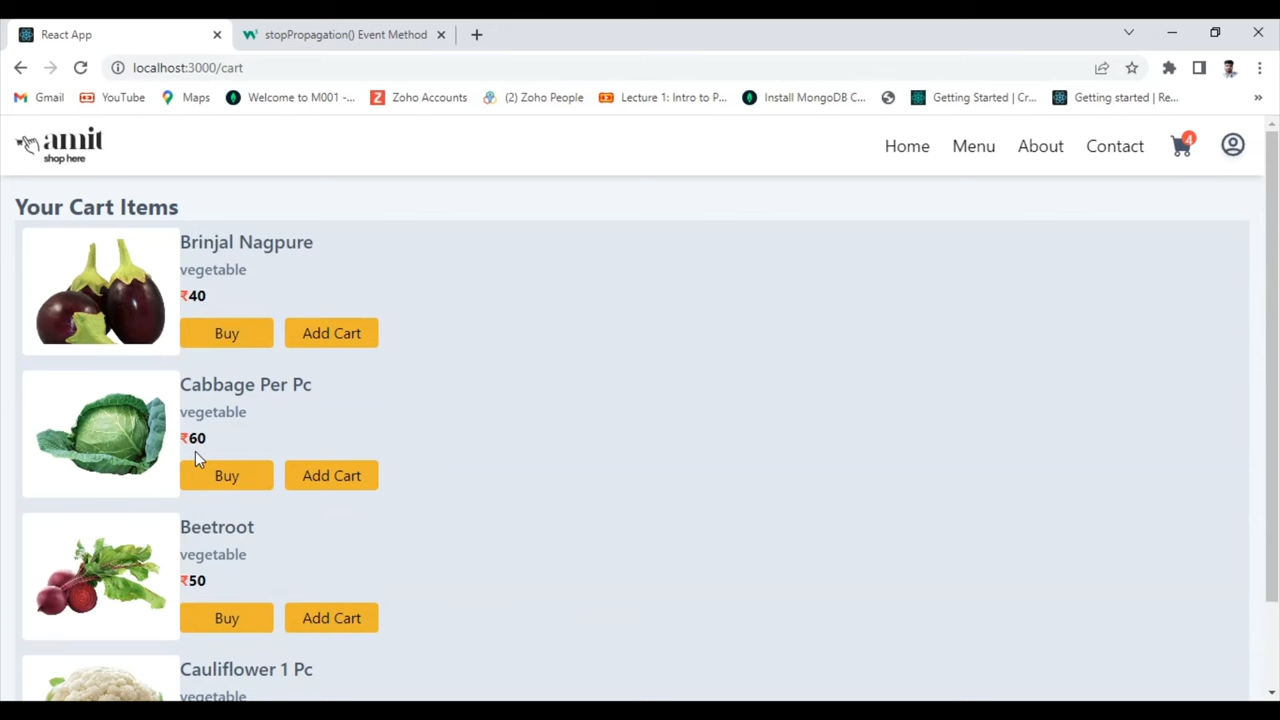 React App
stopPropagation() Event Method
localhost:3000/cart
Gmail
YouTube
Maps
Welcome to M001 -...
Zoho Accounts
(2) Zoho People
Lecture 1: Intro to P...
Install MongoDB C...
Getting Started | Cr...
Getting started | Re...
amit
shop here
Home
Menu
About
Contact
4
Your Cart Items
Brinjal Nagpure
vegetable
₹40
Buy
Add Cart
Cabbage Per Pc
vegetable
₹60
Buy
Add Cart
Beetroot
vegetable
₹50
Buy
Add Cart
Cauliflower 1 Pc
vegetable